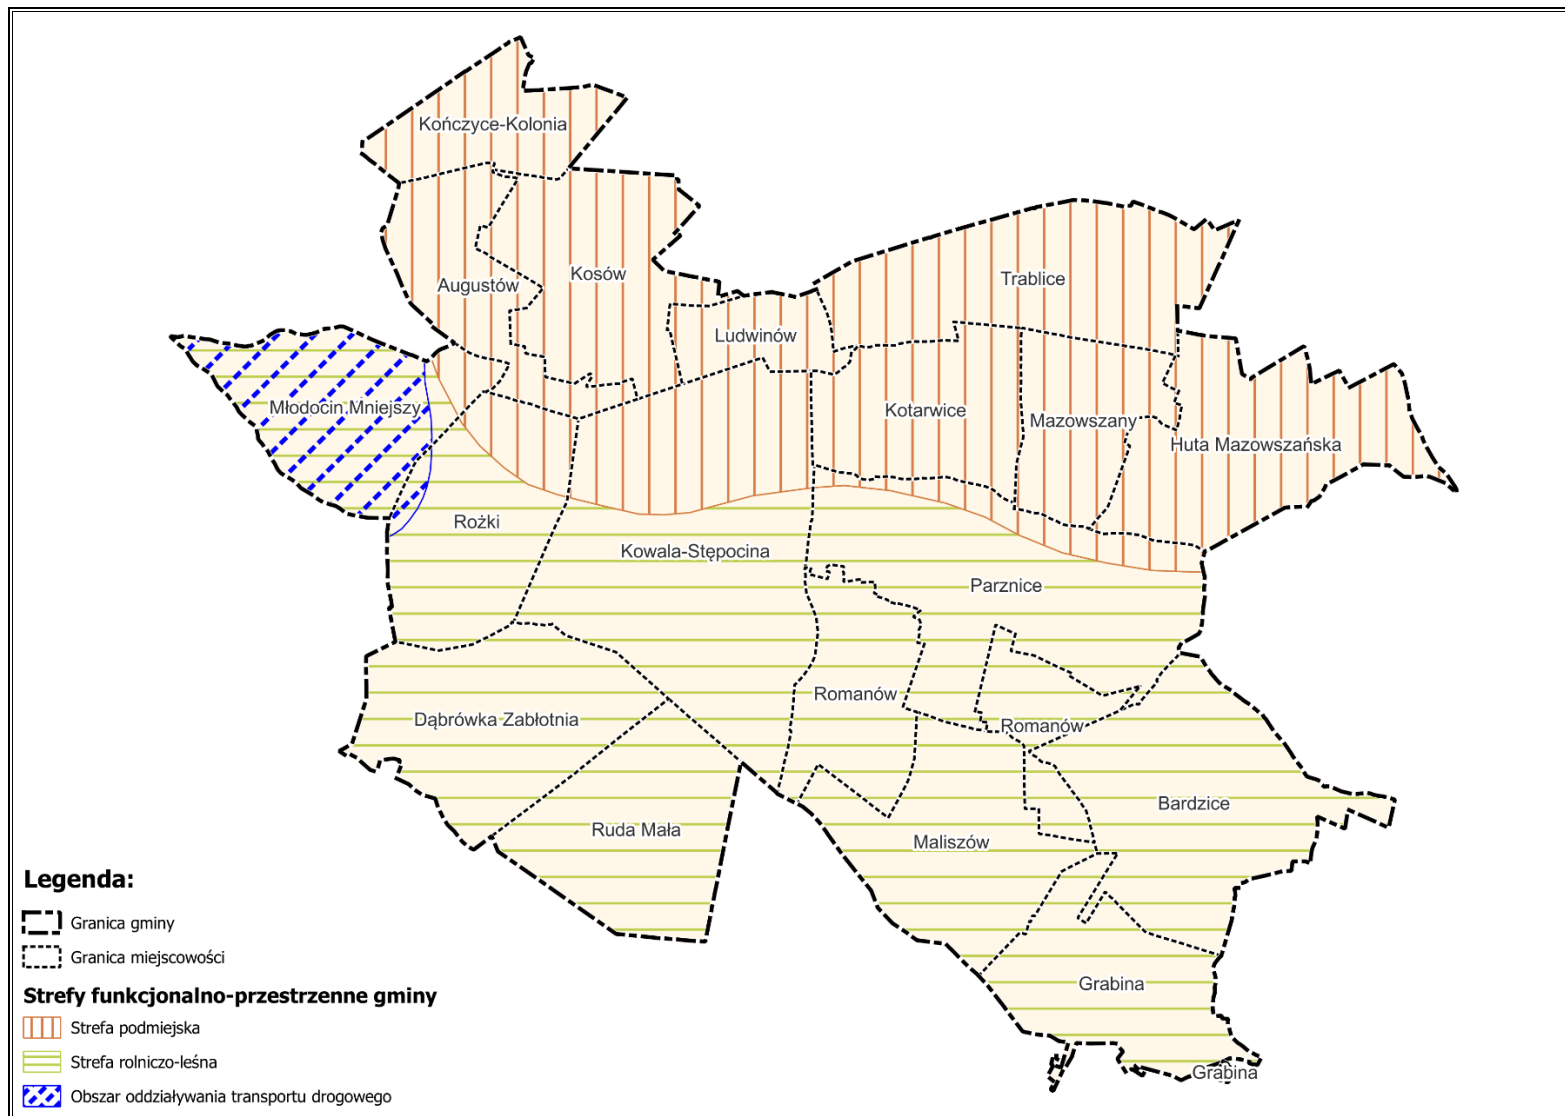 Kończyce-Kolonia
Kosów
Augustów
Trablice
Ludwinów
Młodocin Mniejszy
Kotarwice
Mazowszany
Huta Mazowszańska
Rożki
Kowala-Stępocina
Parznice
Romanów
Dąbrówka Zabłotnia
Romanów
Bardzice
Ruda Mała
Maliszów
Grabina
Grabina
Legenda:
Granica gminy
Granica miejscowości
Strefy funkcjonalno-przestrzenne gminy
Strefa podmiejska
Strefa rolniczo-leśna
Obszar oddziaływania transportu drogowego